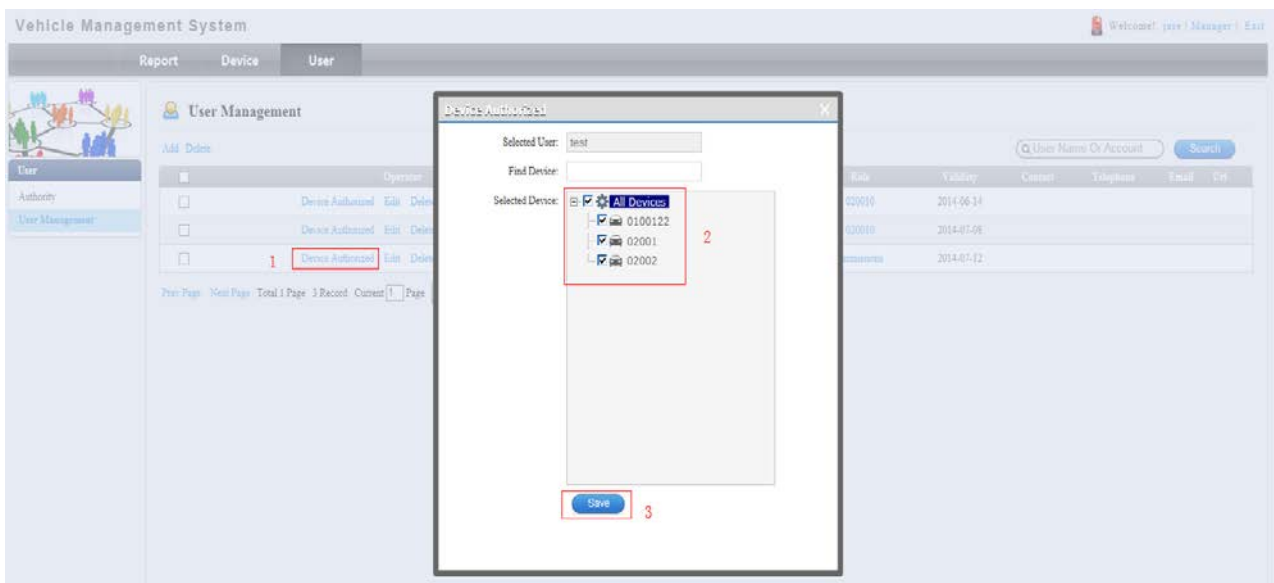 Vehicle Management System
Welcome! | Manager | Exit
Report Device User
User Management
Device Authorized
X
Selected User: test
Add Delete
User Name Or Account Search
Find Device:
User
Operator
Role Validity Contact Telephone Email
Authority
Selected Device: All Devices
Device Authorized Edit Delete
020010 2014-06-14
User Management
0100122
Device Authorized Edit Delete
2
020010 2014-07-08
02001
1 Device Authorized Edit Delete
02002
2014-07-12
Prev Page Next Page Total 1 Page 3 Record Current 1 Page
Save 3